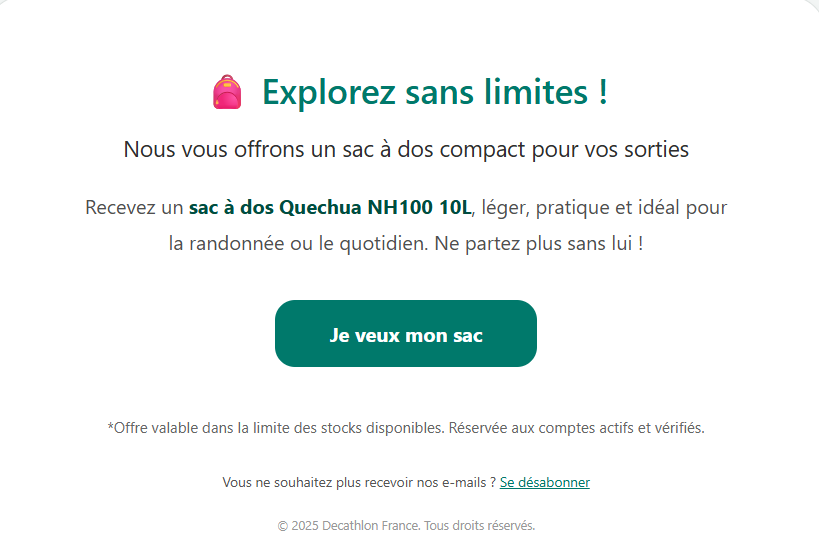 Explorez sans limites !
Nous vous offrons un sac à dos compact pour vos sorties
Recevez un sac à dos Quechua NH100 10L, léger, pratique et idéal pour
la randonnée ou le quotidien. Ne partez plus sans lui !
Je veux mon sac
*Offre valable dans la limite des stocks disponibles. Réservée aux comptes actifs et vérifiés.
Vous ne souhaitez plus recevoir nos e-mails ? Se désabonner
© 2025 Decathlon France. Tous droits réservés.